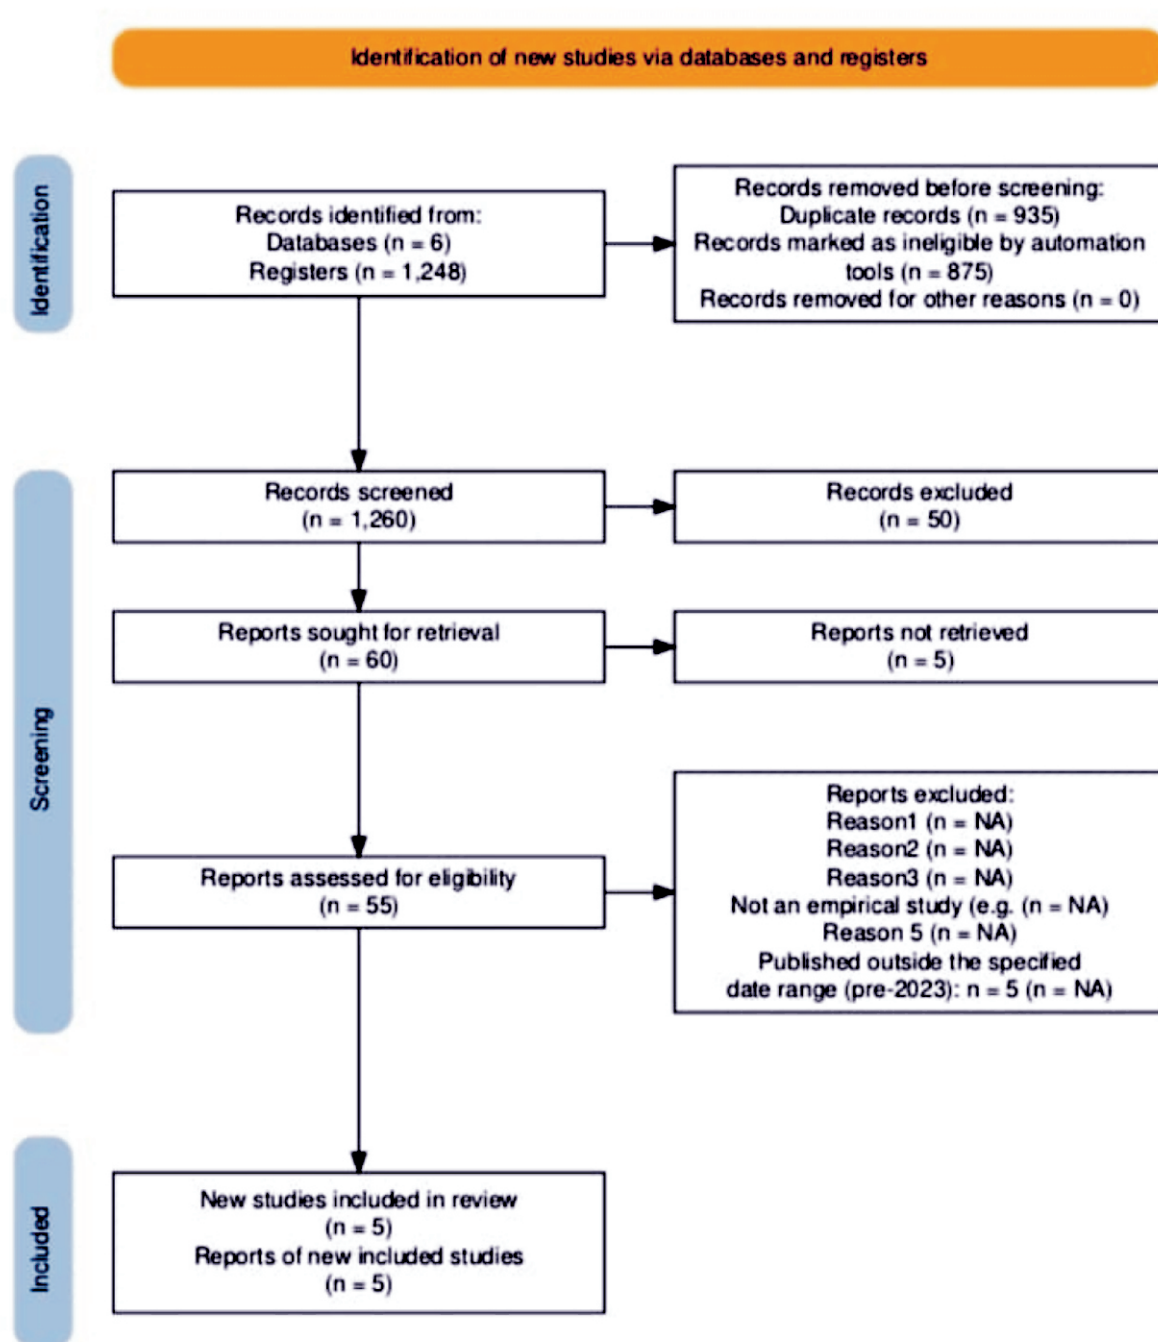 Identification of new studies via databases and registers
Identification
Records identified from:
Databases (n = 6)
Registers (n = 1,248)
Records removed before screening:
Duplicate records (n = 935)
Records marked as ineligible by automation
tools (n = 875)
Records removed for other reasons (n = 0)
Screening
Records screened
(n = 1,260)
Records excluded
(n = 50)
Reports sought for retrieval
(n = 60)
Reports not retrieved
(n = 5)
Reports assessed for eligibility
(n = 55)
Reports excluded:
Reason1 (n = NA)
Reason2 (n = NA)
Reason3 (n = NA)
Not an empirical study (e.g. (n = NA)
Reason 5 (n = NA)
Published outside the specified
date range (pre-2023): n = 5 (n = NA)
Included
New studies included in review
(n = 5)
Reports of new included studies
(n = 5)